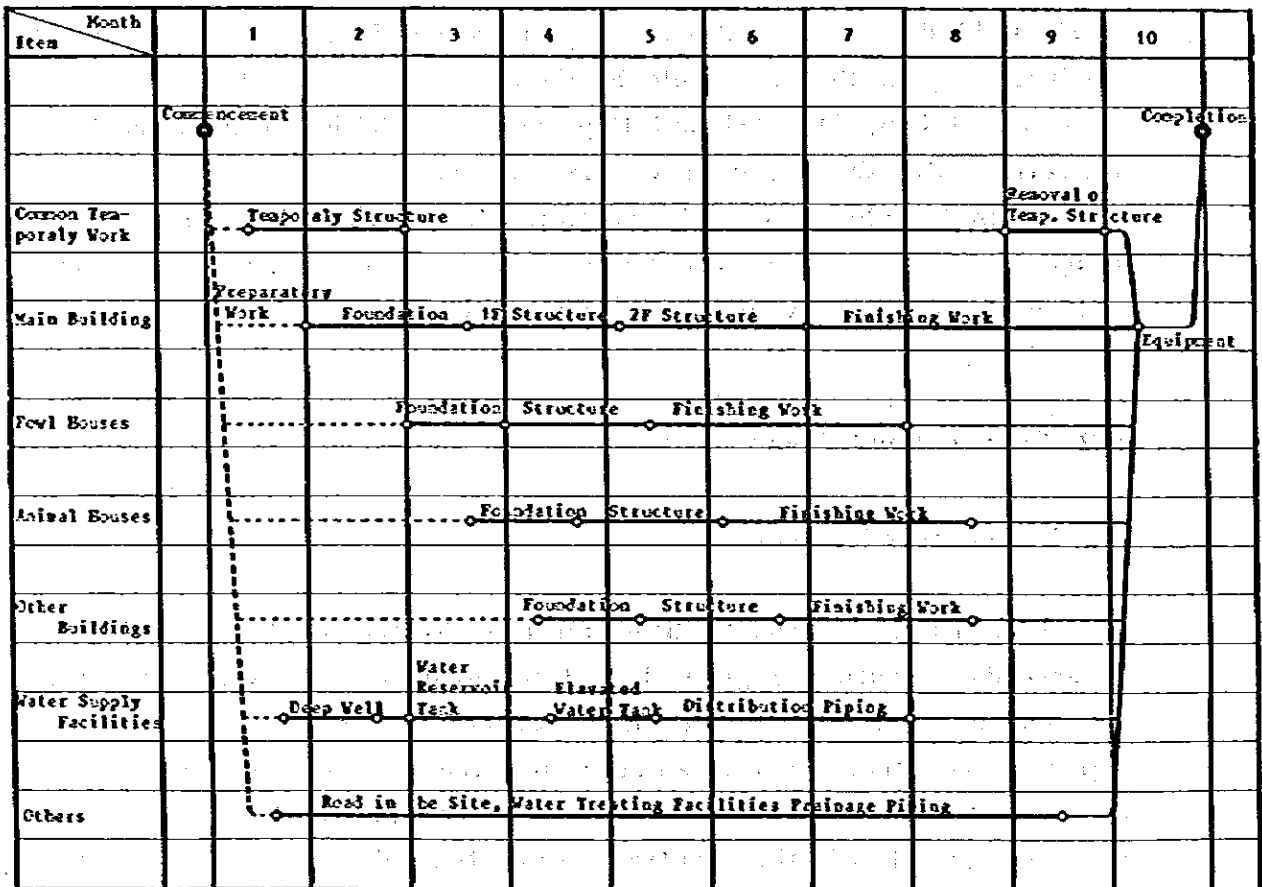 Month
Item
1 2 3 4 5 6 7 8 9 10
Commencement
Completion
Removal o
Common Tem-
poraly Work
Temporaly Structure
Temp. Structure
Preparatory
Work
Main Building
Foundation 1F Structure 2F Structure Finishing Work
Equipment
Fowl Houses
Foundation Structure Finishing Work
Animal Houses
Foundation Structure Finishing Work
Other
Buildings
Foundation Structure Finishing Work
Water Supply
Facilities
Deep Well
Water
Reservoir
Tank
Elavated
Water Tank
Distribution Piping
Others
Road in the Site, Water Treating Facilities Drainage Piping